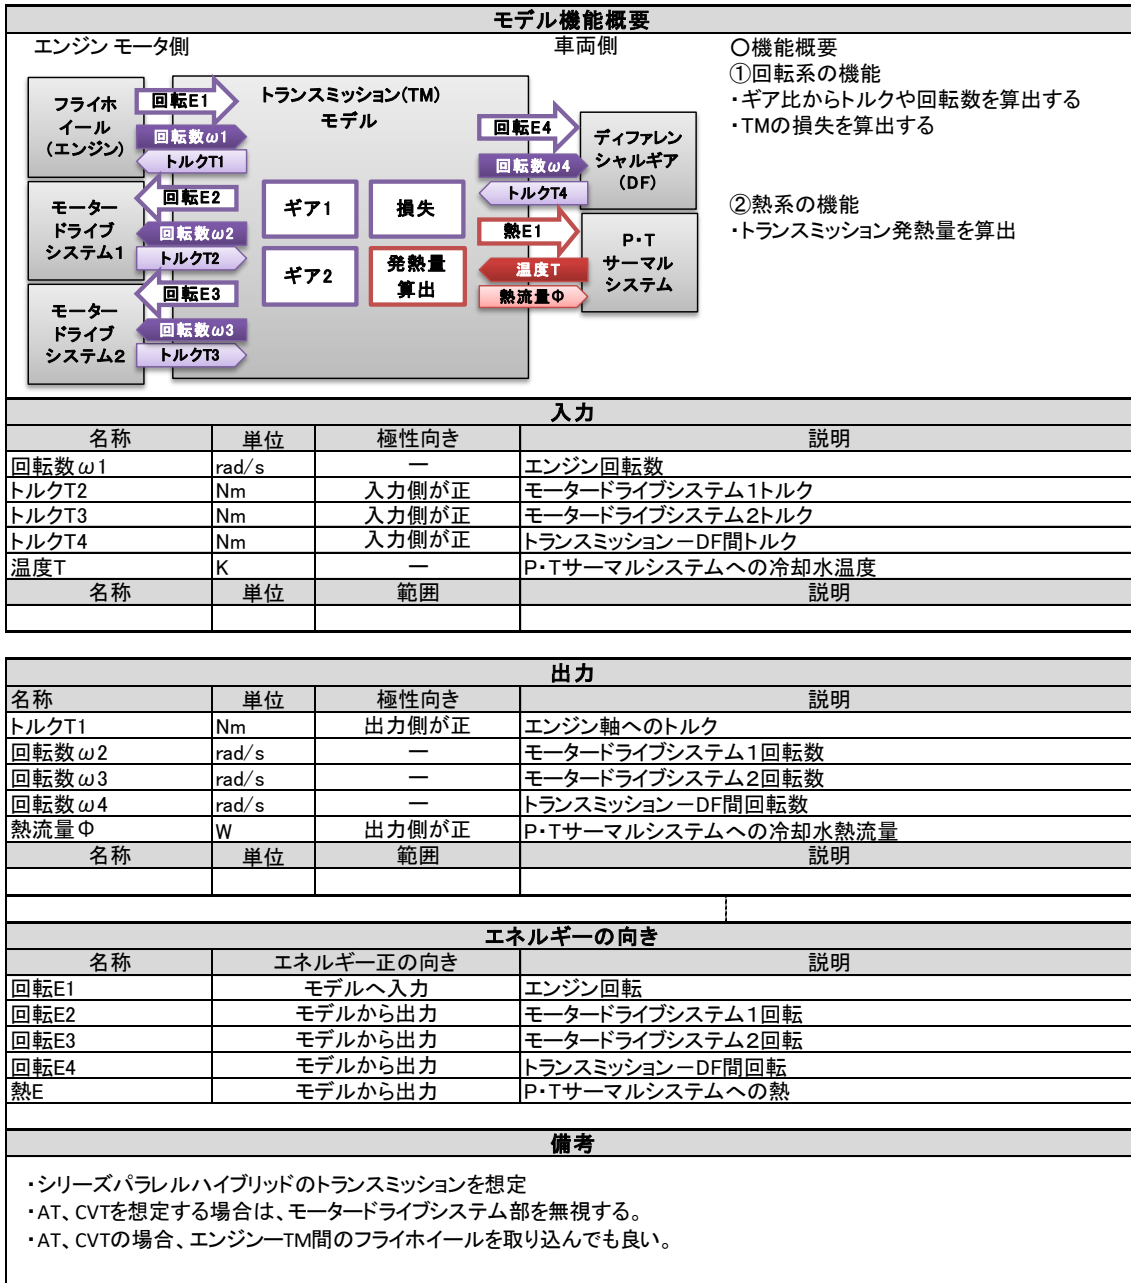 モデル機能概要
エンジン モータ側
車両側
フライホ
イール
(エンジン)
モーター
ドライブ
システム1
モーター
ドライブ
システム2
回転E1
回転数ω1
トルクT1
回転E2
回転数ω2
トルクT2
回転E3
回転数ω3
トルクT3
トランスミッション(TM)
モデル
ギア1
損失
ギア2
発熱量
算出
回転E4
回転数ω4
トルクT4
熱E1
温度T
熱流量Φ
ディファレン
シャルギア
(DF)
P・T
サーマル
システム
〇機能概要
①回転系の機能
・ギア比からトルクや回転数を算出する
・TMの損失を算出する
②熱系の機能
・トランスミッション発熱量を算出
入力
名称 単位 極性向き 説明
回転数ω1 rad/s ー エンジン回転数
トルクT2 Nm 入力側が正 モータードライブシステム1トルク
トルクT3 Nm 入力側が正 モータードライブシステム2トルク
トルクT4 Nm 入力側が正 トランスミッションーDF間トルク
温度T K ー P・Tサーマルシステムへの冷却水温度
名称 単位 範囲 説明
出力
名称 単位 極性向き 説明
トルクT1 Nm 出力側が正 エンジン軸へのトルク
回転数ω2 rad/s ー モータードライブシステム1回転数
回転数ω3 rad/s ー モータードライブシステム2回転数
回転数ω4 rad/s ー トランスミッションーDF間回転数
熱流量Φ W 出力側が正 P・Tサーマルシステムへの冷却水熱流量
名称 単位 範囲 説明
エネルギーの向き
名称 エネルギー正の向き 説明
回転E1 モデルへ入力 エンジン回転
回転E2 モデルから出力 モータードライブシステム1回転
回転E3 モデルから出力 モータードライブシステム2回転
回転E4 モデルから出力 トランスミッションーDF間回転
熱E モデルから出力 P・Tサーマルシステムへの熱
備考
・シリーズパラレルハイブリッドのトランスミッションを想定
・AT、CVTを想定する場合は、モータードライブシステム部を無視する。
・AT、CVTの場合、エンジンーTM間のフライホイールを取り込んでも良い。